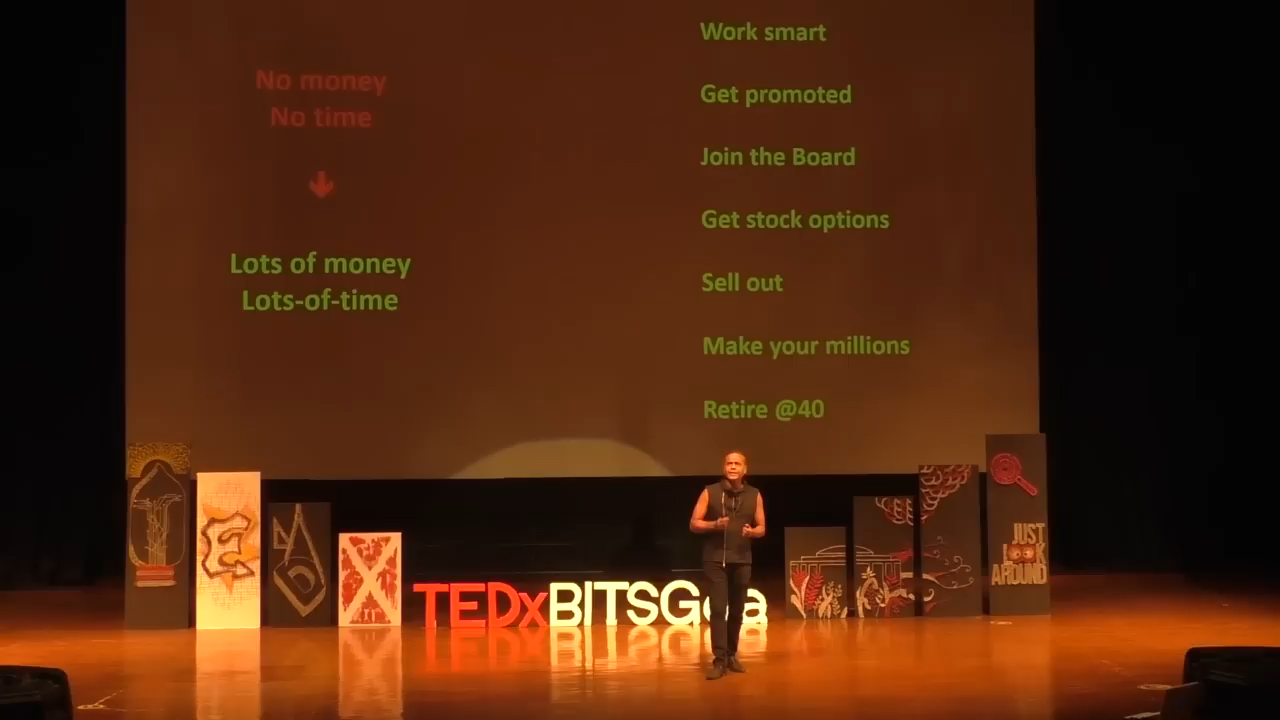 No money
No time
Lots of money
Lots-of-time
Work smart
Get promoted
Join the Board
Get stock options
Sell out
Make your millions
Retire @40
T
E
D
X
TEDxBITSGoa
JUST
LOOK
AROUND